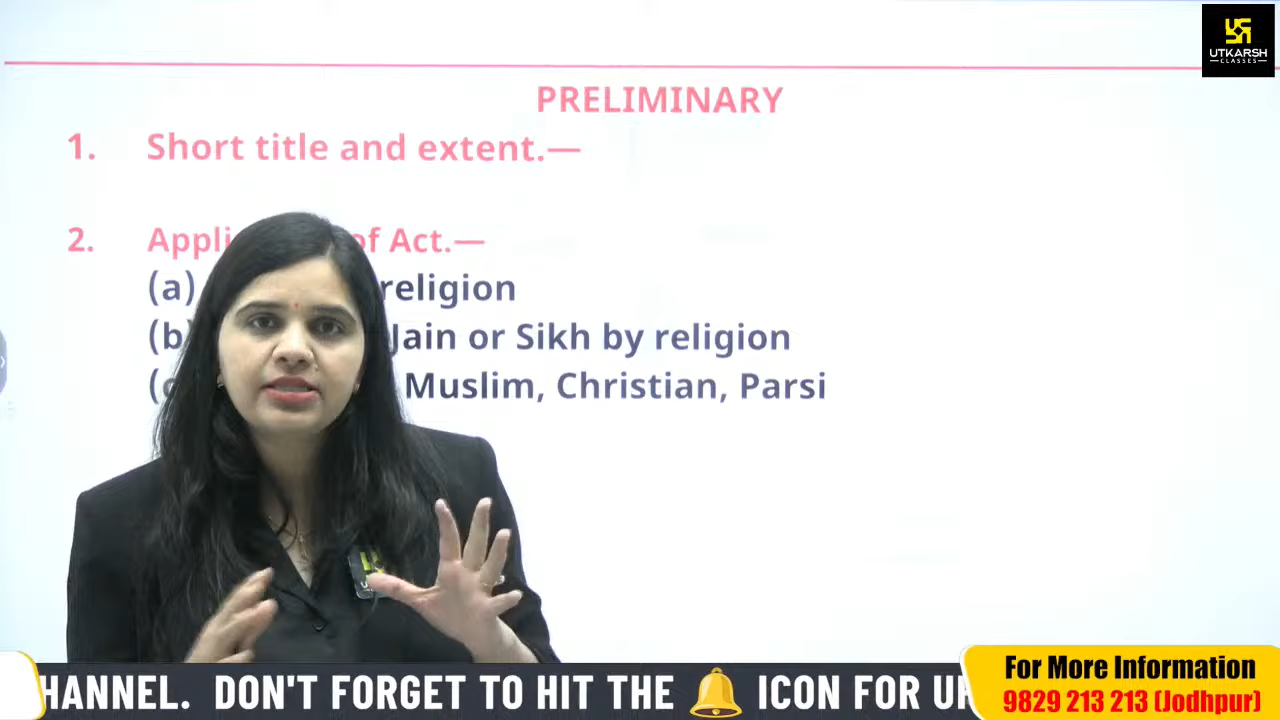 UTKARSH
CLASSES
PRELIMINARY
1. Short title and extent.—
2. Appli of Act.—
(a) religion
(b) Jain or Sikh by religion
Muslim, Christian, Parsi
HANNEL. DON'T FORGET TO HIT THE 🔔 ICON FOR UP
For More Information
9829 213 213 (Jodhpur)